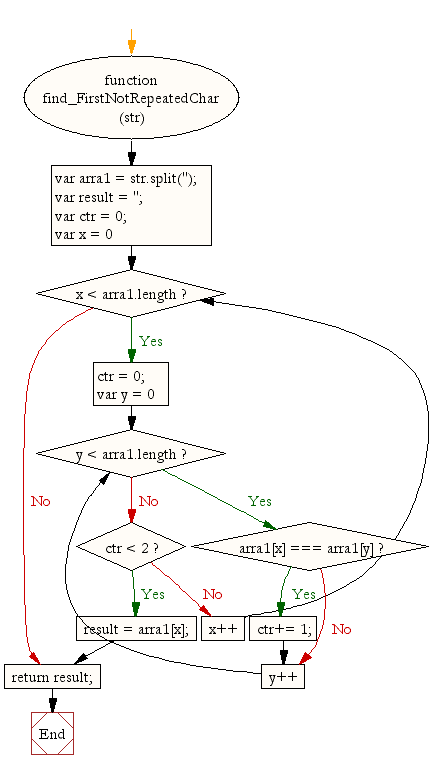 function
find_FirstNotRepeatedChar
(str)
var arra1 = str.split('');
var result = '';
var ctr = 0;
var x = 0
x < arra1.length ?
Yes
ctr = 0;
var y = 0
y < arra1.length ?
No
No
Yes
ctr < 2 ?
arra1[x] === arra1[y] ?
Yes
No
Yes
result = arra1[x];
x++
ctr+= 1;
No
return result;
y++
End